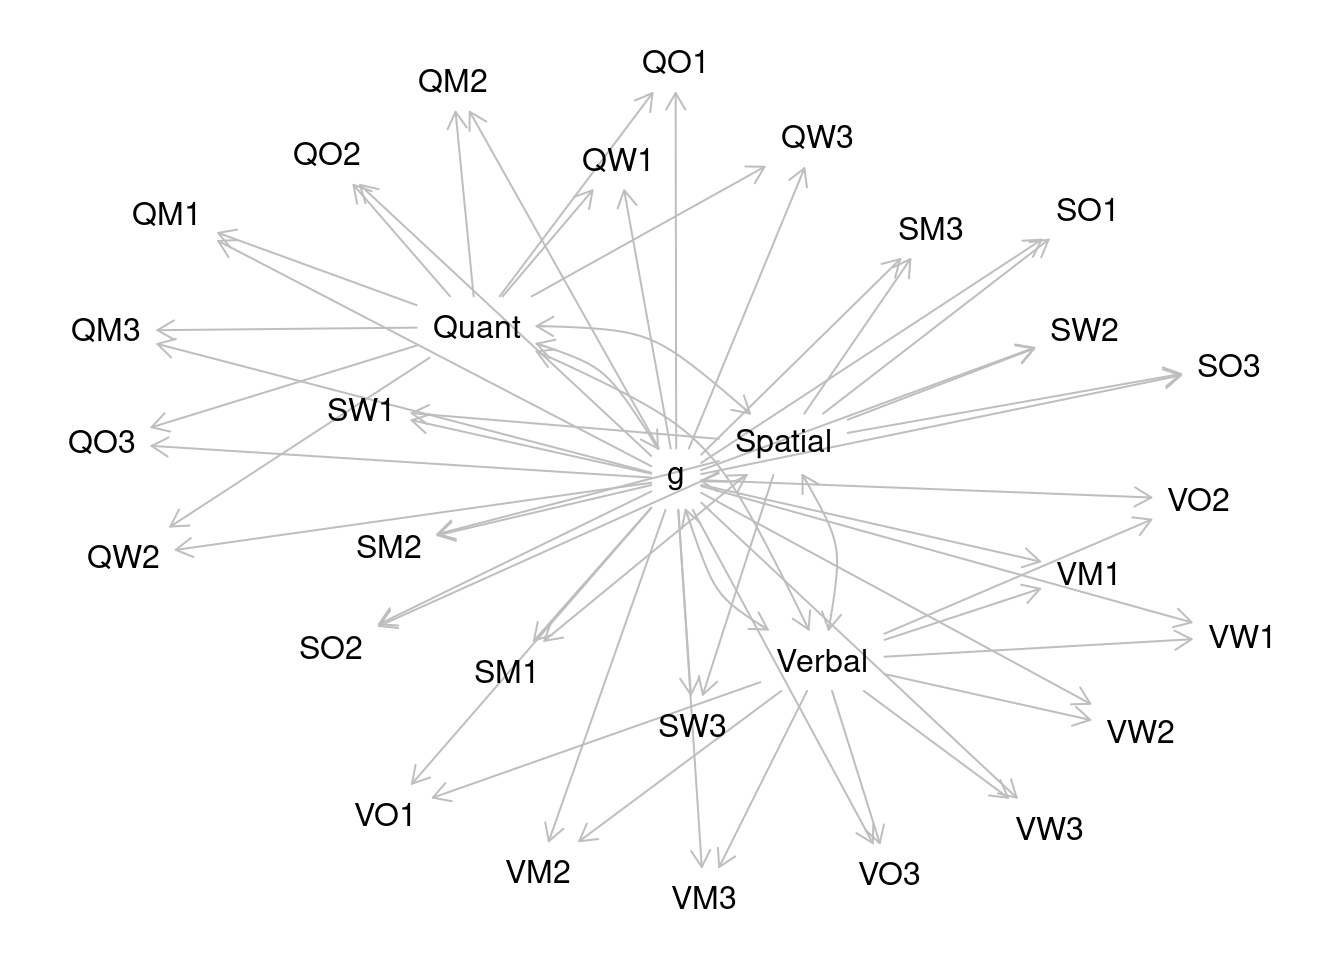 QO1
QM2
QW3
QO2
QW1
QM1
SO1
SM3
Quant
QM3
SW2
SO3
SW1
QO3
Spatial
g
VO2
SM2
QW2
VM1
VW1
SO2
Verbal
SM1
SW3
VW2
VO1
VW3
VM2
VO3
VM3